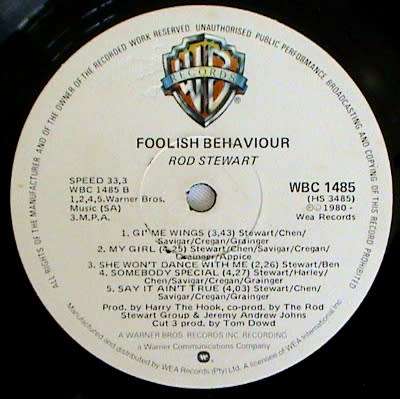 ALL RIGHTS OF THE MANUFACTURER, AND OF THE OWNER OF THE RECORDED WORK RESERVED. UNAUTHORISED PUBLIC PERFORMANCE, BROADCASTING AND COPYING OF THIS RECORD PROHIBITED
WB
RECORDS
FOOLISH BEHAVIOUR
ROD STEWART
SPEED 33,3
WBC 1485 B
1,2,4,5.Warner Bros.
Music (SA)
3.M.P.A.
WBC 1485
(HS 3485)
©1980 -
Wea Records
1. GI' ME WINGS (3,43) Stewart/Chen/
Savigar/Cregan/Grainger
2. MY GIRL (4,25) Stewart/Savigar/Cregan/
Grainger/Appice
3. SHE WON'T DANCE WITH ME (2,26) Stewart/Ben
4. SOMEBODY SPECIAL (4,27) Stewart/Harley/
Chen/Savigar/Cregan/Grainger
5. SAY IT AIN'T TRUE (4,03) Stewart/Chen/
Savigar/Cregan/Grainger
Prod. by Harry The Hook, co-prod. by The Rod
Stewart Group & Jeremy Andrew Johns
Cut 3 prod. by Tom Dowd
A WARNER BROS. RECORDS INC. RECORDING
a Warner Communications Company
Manufactured and distributed by WEA Records (Pty) Ltd. A licensee of WEA International Inc.